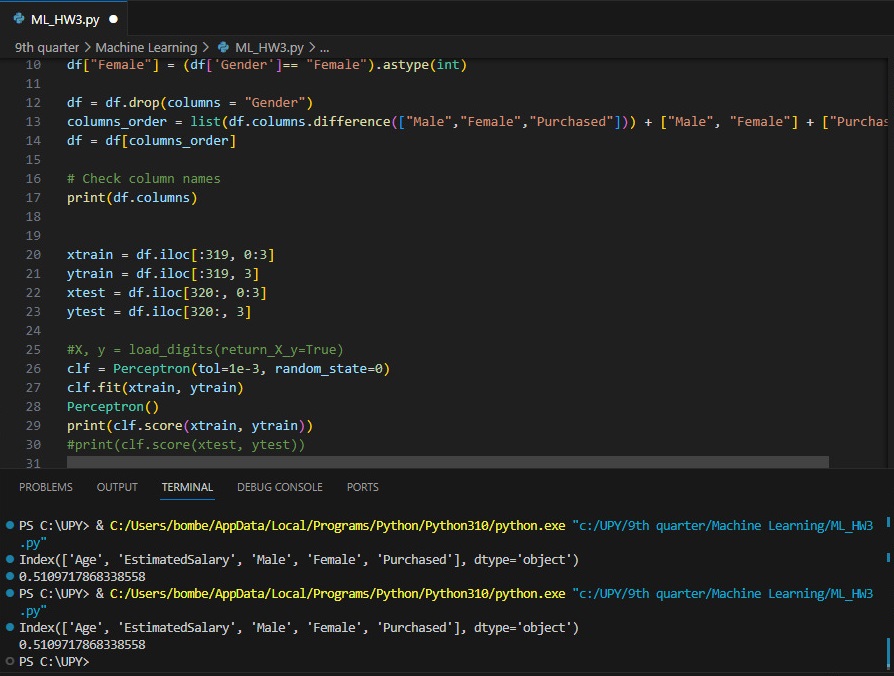 ML_HW3.py
9th quarter > Machine Learning > ML_HW3.py > ...
10 df["Female"] = (df['Gender']== "Female").astype(int)
11
12 df = df.drop(columns = "Gender")
13 columns_order = list(df.columns.difference(["Male","Female","Purchased"])) + ["Male", "Female"] + ["Purchas
14 df = df[columns_order]
15
16 # Check column names
17 print(df.columns)
18
19
20 xtrain = df.iloc[:319, 0:3]
21 ytrain = df.iloc[:319, 3]
22 xtest = df.iloc[320:, 0:3]
23 ytest = df.iloc[320:, 3]
24
25 #X, y = load_digits(return_X_y=True)
26 clf = Perceptron(tol=1e-3, random_state=0)
27 clf.fit(xtrain, ytrain)
28 Perceptron()
29 print(clf.score(xtrain, ytrain))
30 #print(clf.score(xtest, ytest))
31
PROBLEMS OUTPUT TERMINAL DEBUG CONSOLE PORTS
PS C:\UPY> & C:/Users/bombe/AppData/Local/Programs/Python/Python310/python.exe "c:/UPY/9th quarter/Machine Learning/ML_HW3
.py"
Index(['Age', 'EstimatedSalary', 'Male', 'Female', 'Purchased'], dtype='object')
0.5109717868338558
PS C:\UPY> & C:/Users/bombe/AppData/Local/Programs/Python/Python310/python.exe "c:/UPY/9th quarter/Machine Learning/ML_HW3
.py"
Index(['Age', 'EstimatedSalary', 'Male', 'Female', 'Purchased'], dtype='object')
0.5109717868338558
PS C:\UPY>